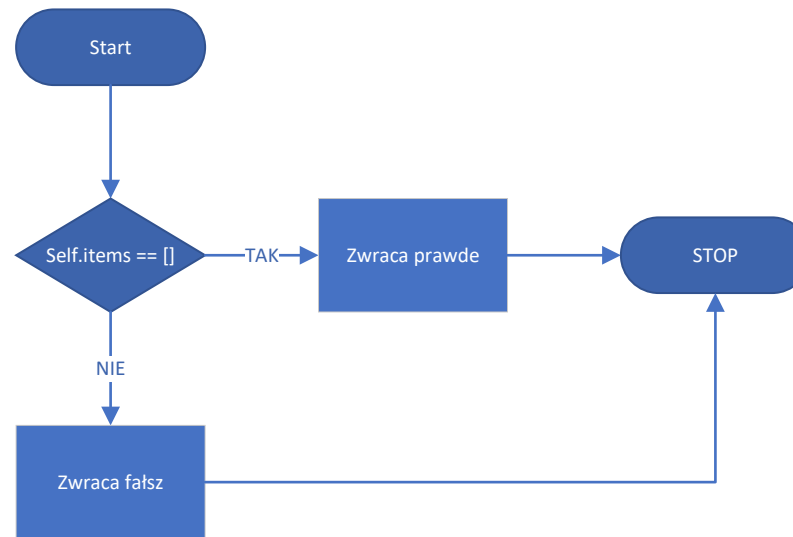 Start
Self.items == []
TAK
Zwraca prawde
STOP
NIE
Zwraca fałsz